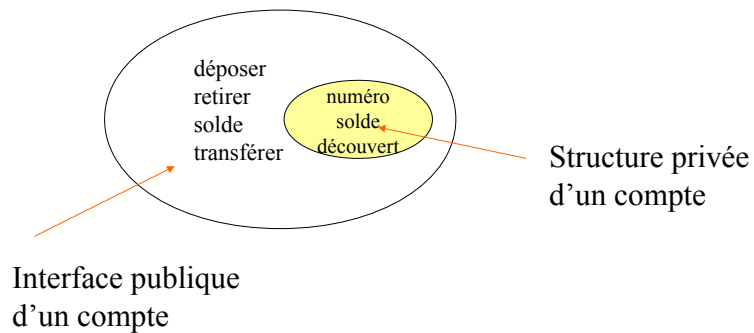 déposer
retirer
solde
transférer
numéro
solde
découvert
Structure privée
d’un compte
Interface publique
d’un compte